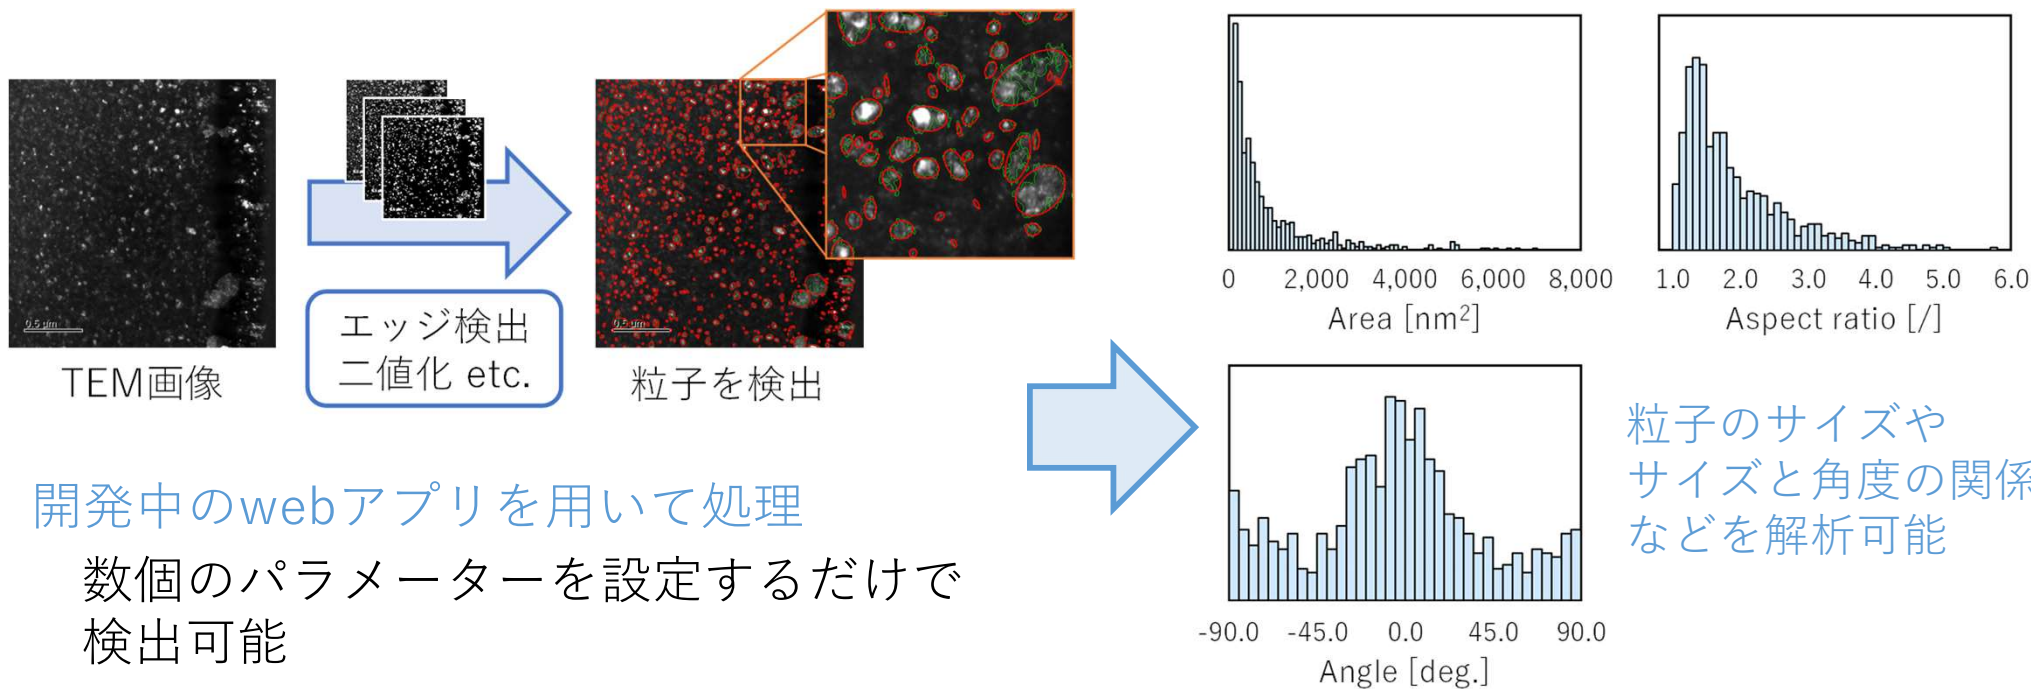 0.5 μm
TEM画像
エッジ検出
二値化 etc.
0.5 μm
粒子を検出
開発中のwebアプリを用いて処理
数個のパラメーターを設定するだけで
検出可能
0 2,000 4,000 6,000 8,000
Area [nm²]
1.0 2.0 3.0 4.0 5.0 6.0
Aspect ratio [/]
-90.0 -45.0 0.0 45.0 90.0
Angle [deg.]
粒子のサイズや
サイズと角度の関係
などを解析可能